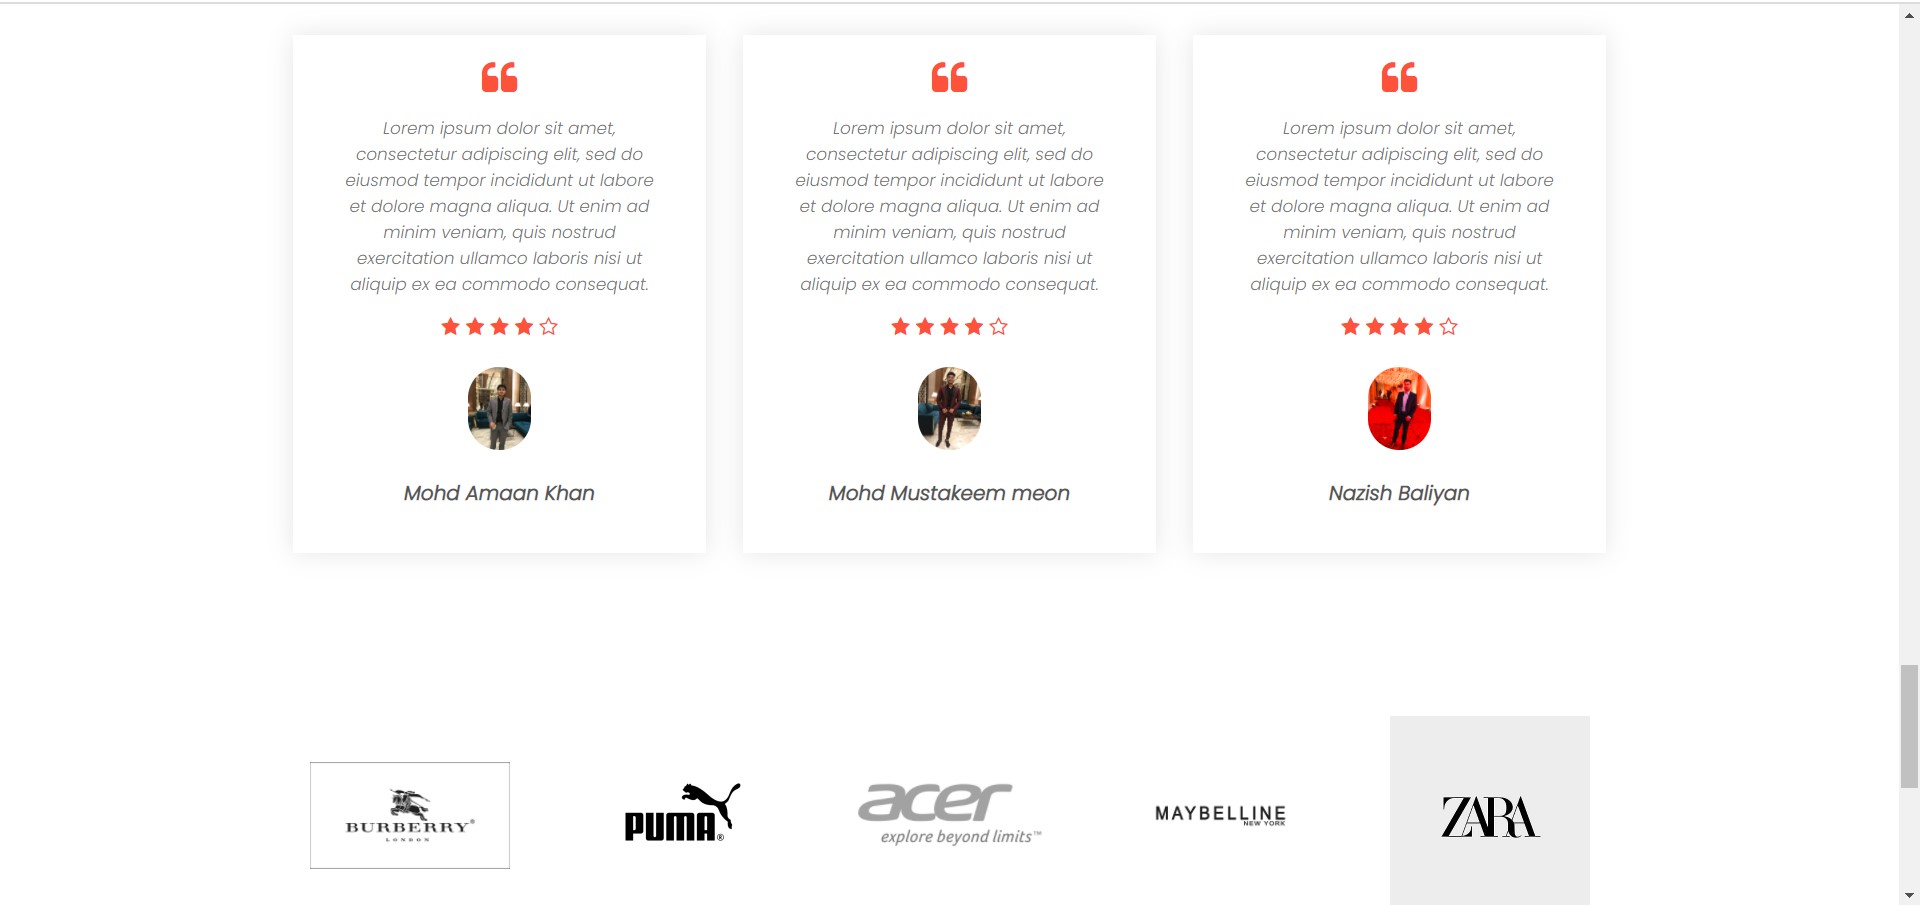 Lorem ipsum dolor sit amet,
consectetur adipiscing elit, sed do
eiusmod tempor incididunt ut labore
et dolore magna aliqua. Ut enim ad
minim veniam, quis nostrud
exercitation ullamco laboris nisi ut
aliquip ex ea commodo consequat.
Mohd Amaan Khan
Lorem ipsum dolor sit amet,
consectetur adipiscing elit, sed do
eiusmod tempor incididunt ut labore
et dolore magna aliqua. Ut enim ad
minim veniam, quis nostrud
exercitation ullamco laboris nisi ut
aliquip ex ea commodo consequat.
Mohd Mustakeem meon
Lorem ipsum dolor sit amet,
consectetur adipiscing elit, sed do
eiusmod tempor incididunt ut labore
et dolore magna aliqua. Ut enim ad
minim veniam, quis nostrud
exercitation ullamco laboris nisi ut
aliquip ex ea commodo consequat.
Nazish Baliyan
BURBERRY®
LONDON
PUMA®
acer
explore beyond limits™
MAYBELLINE
NEW YORK
ZARA